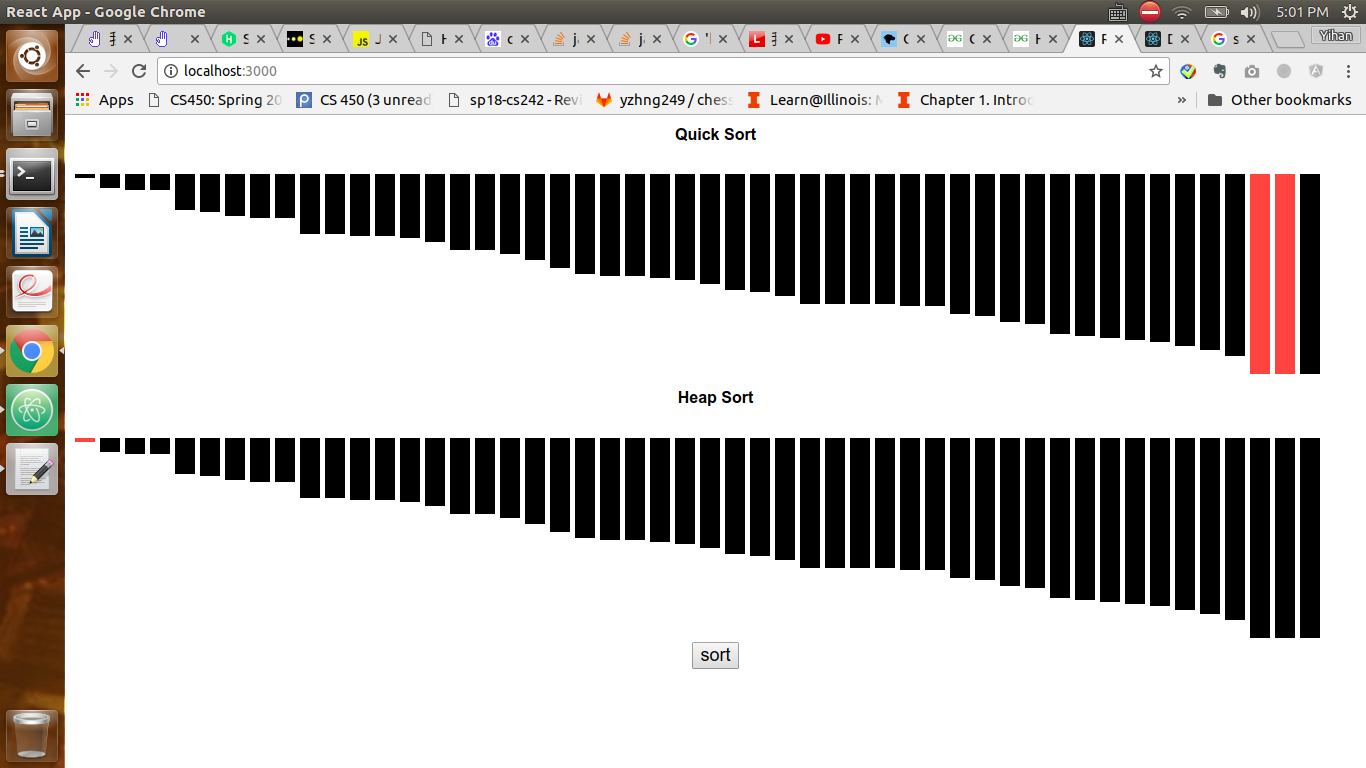 React App - Google Chrome 5:01 PM
S S J H c j j 'l L F C C H R D s Yihan
localhost:3000
Apps CS450: Spring 20 CS 450 (3 unread sp18-cs242 - Revi yzhng249 / chess Learn@Illinois: M Chapter 1. Introd » Other bookmarks
Quick Sort
Heap Sort
sort